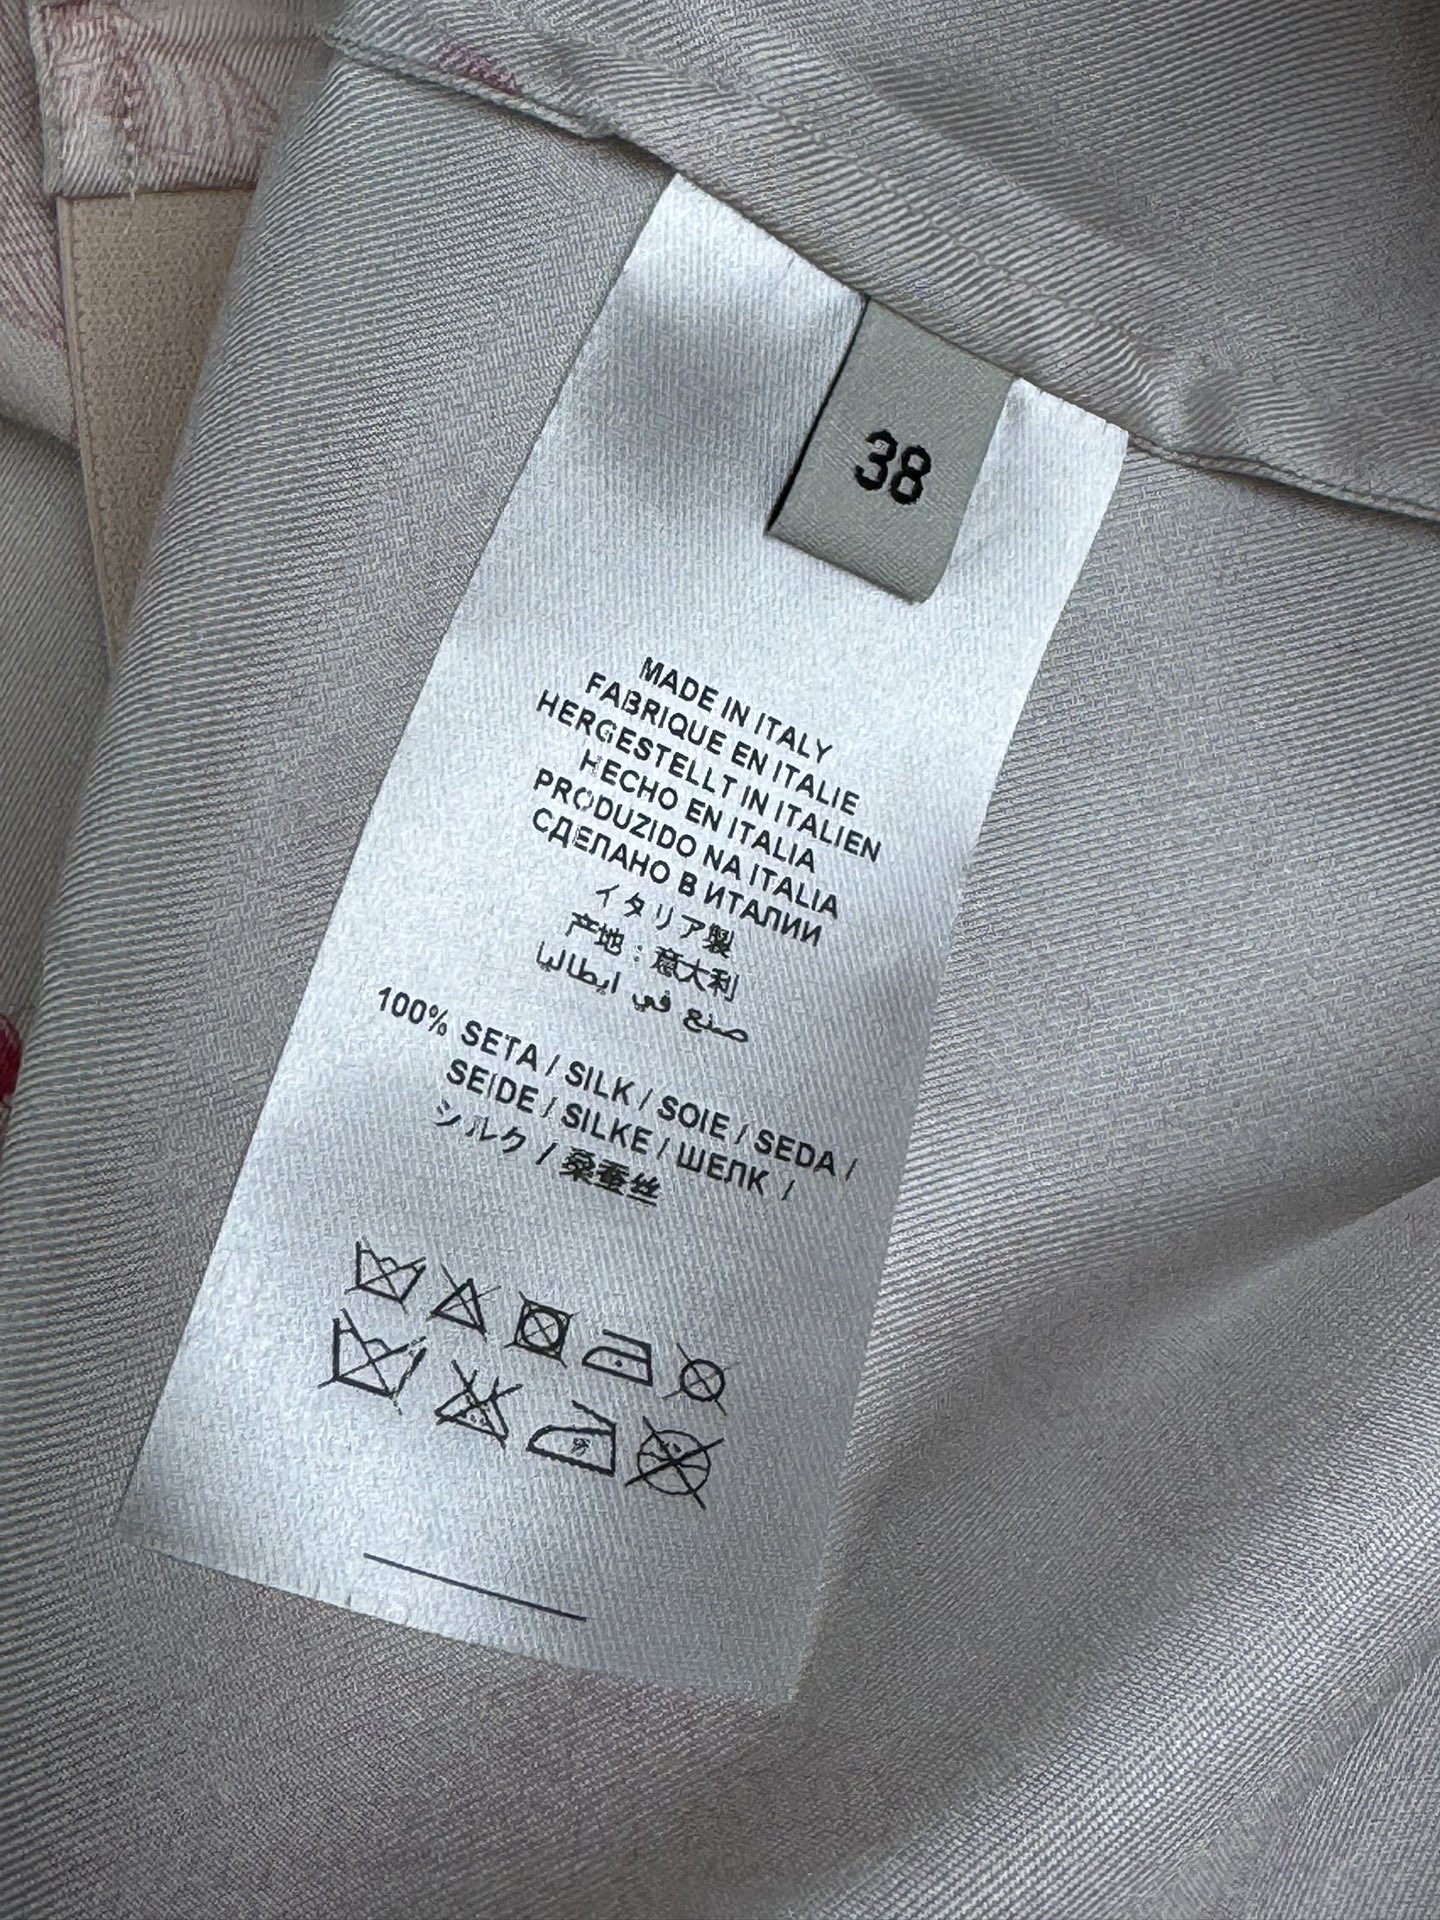 38
MADE IN ITALY
FABRIQUE EN ITALIE
HERGESTELLT IN ITALIEN
HECHO EN ITALIA
PRODUZIDO NA ITALIA
СДЕЛАНО В ИТАЛИИ
イタリア製
产地：意大利
صنع في ايطاليا
100% SETA / SILK / SOIE / SEDA /
SEIDE / SILKE / ШЕЛК /
シルク / 桑蚕丝